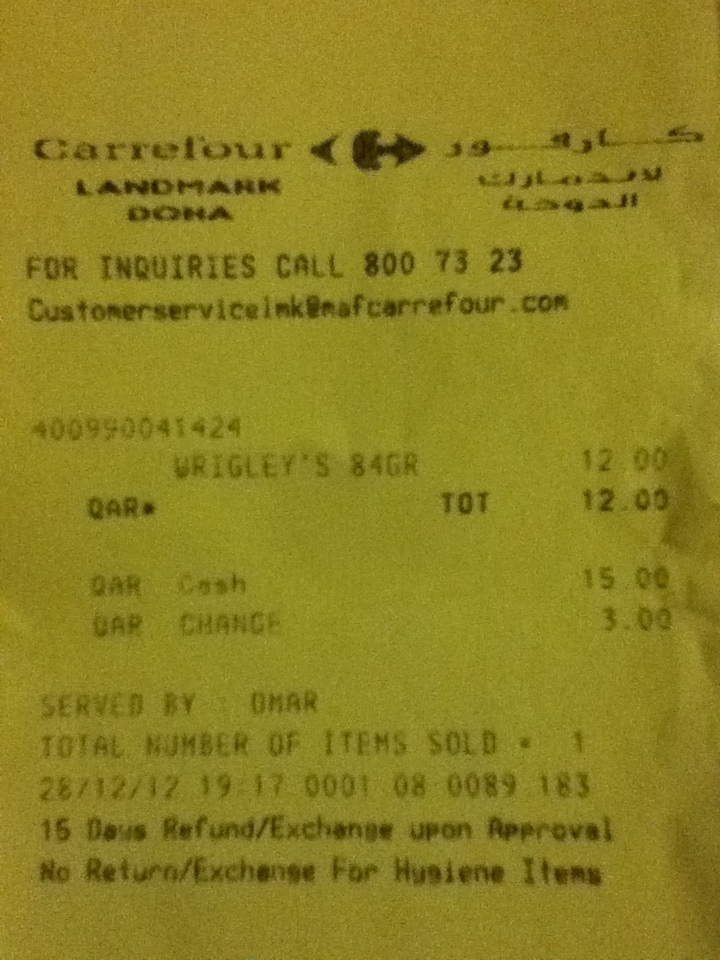 Carrefour كارفور
LANDMARK لاندمارك
DOHA الدوحة
FOR INQUIRIES CALL 800 73 23
Customerservicelmk@mafcarrefour.com
400990041424
WRIGLEY'S 84GR 12.00
QAR* TOT 12.00
QAR Cash 15.00
QAR CHANGE 3.00
SERVED BY : OMAR
TOTAL NUMBER OF ITEMS SOLD = 1
28/12/12 19:17 0001 08 0089 183
15 Days Refund/Exchange upon Approval
No Return/Exchange For Hygiene Items